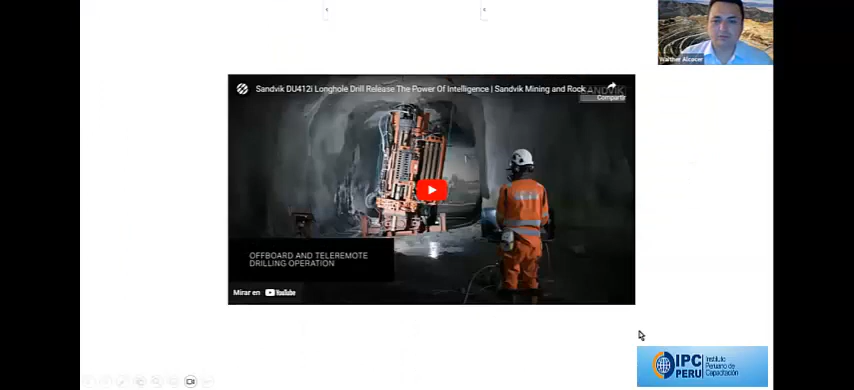 Walther Alcocer
Sandvik DU412i Longhole Drill Release The Power Of Intelligence | Sandvik Mining and Rock
SANDVIK
Compartir
OFFBOARD AND TELEREMOTE
DRILLING OPERATION
Mirar en YouTube
IPC
PERU
Instituto
Peruano de
Capacitación